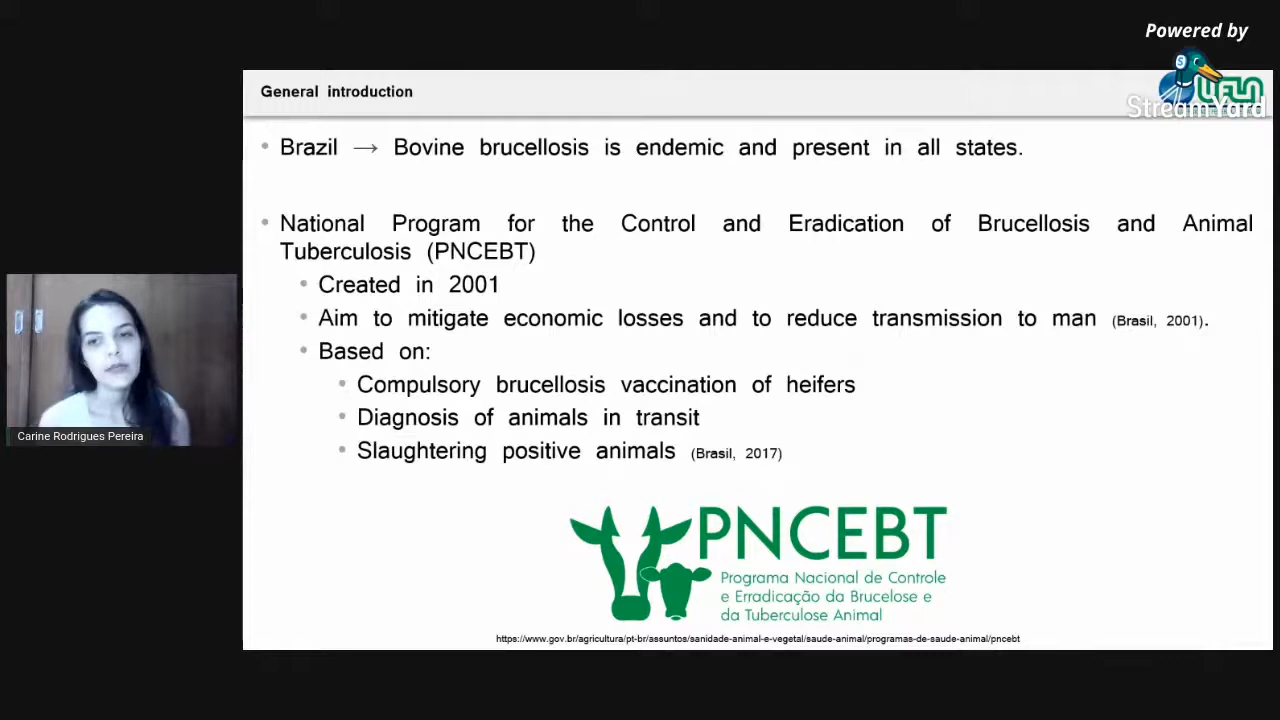 Powered by
StreamYard
General introduction
UFLA
Brazil → Bovine brucellosis is endemic and present in all states.
National Program for the Control and Eradication of Brucellosis and Animal
Tuberculosis (PNCEBT)
Created in 2001
Aim to mitigate economic losses and to reduce transmission to man (Brasil, 2001).
Based on:
Compulsory brucellosis vaccination of heifers
Diagnosis of animals in transit
Slaughtering positive animals (Brasil, 2017)
Carine Rodrigues Pereira
PNCEBT
Programa Nacional de Controle
e Erradicação da Brucelose e
da Tuberculose Animal
https://www.gov.br/agricultura/pt-br/assuntos/sanidade-animal-e-vegetal/saude-animal/programas-de-saude-animal/pncebt